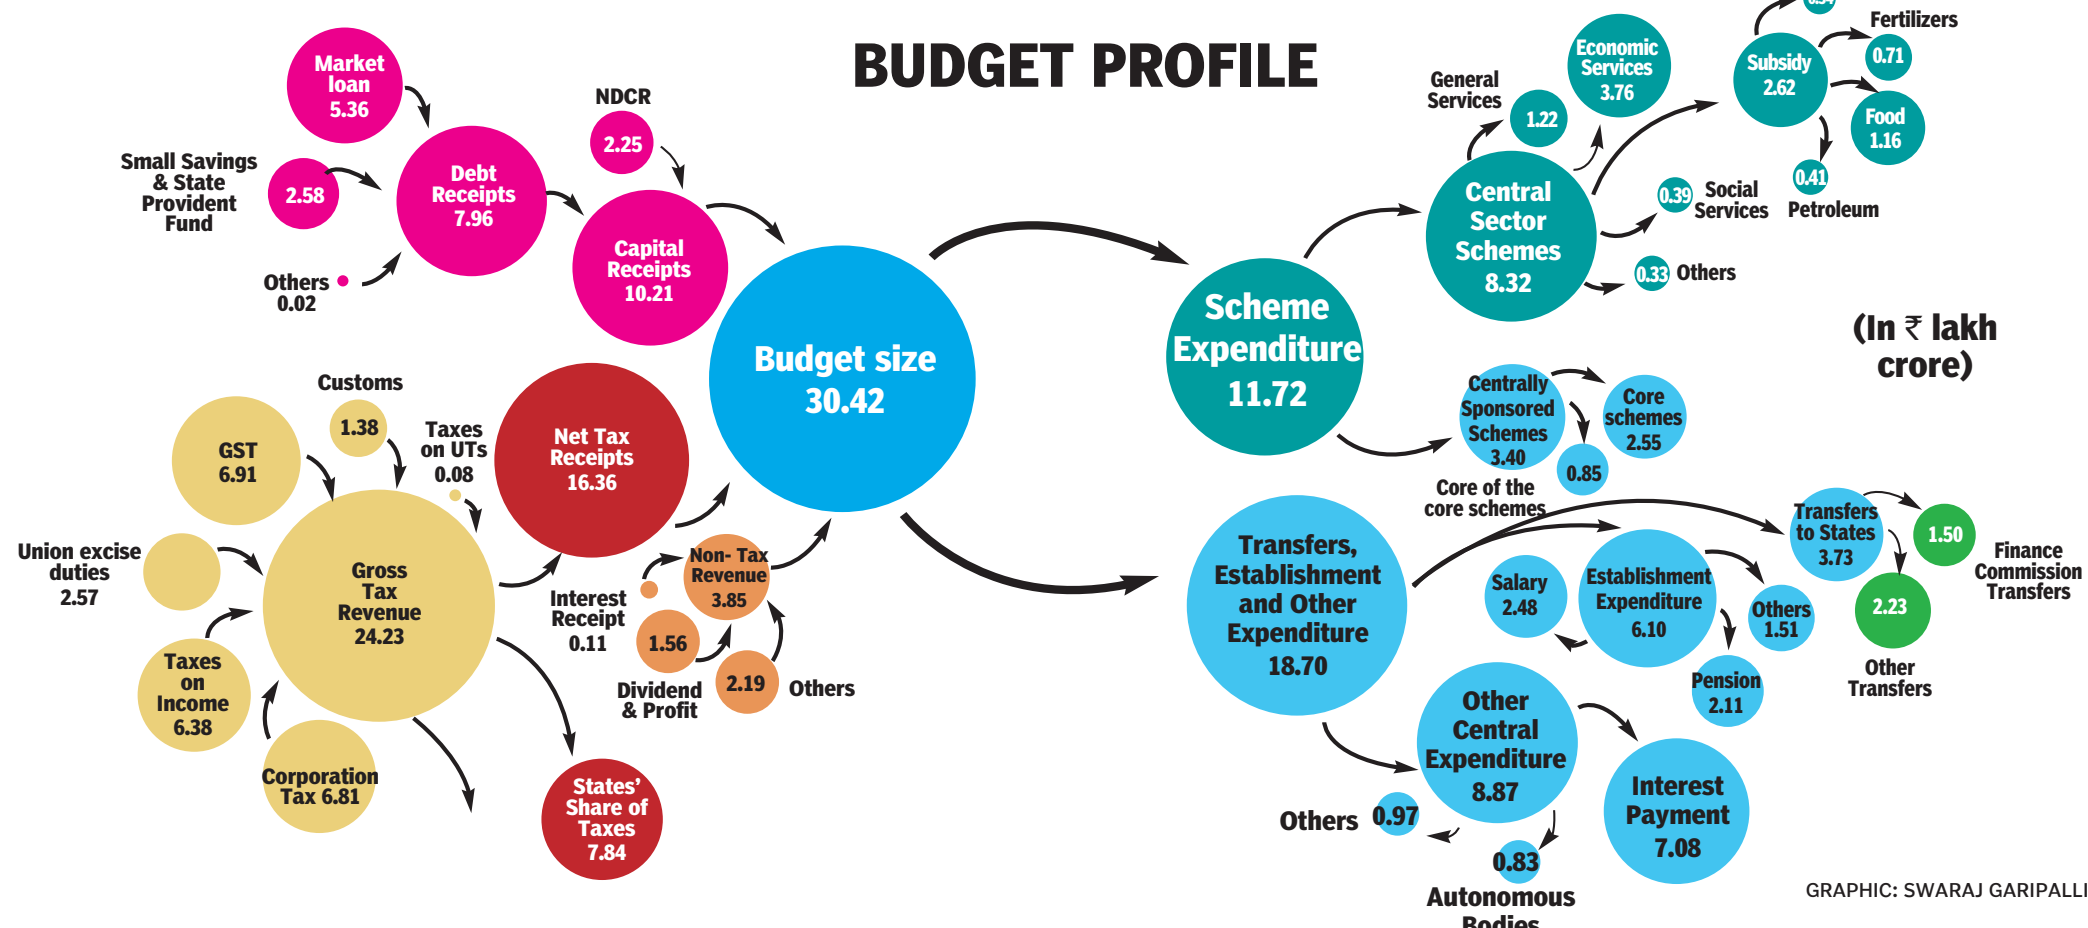 BUDGET PROFILE
Market
loan
5.36
NDCR
2.25
Small Savings
& State
Provident
Fund
2.58
Debt
Receipts
7.96
Others
0.02
Capital
Receipts
10.21
Budget size
30.42
Customs
1.38
Taxes
on UTs
0.08
GST
6.91
Net Tax
Receipts
16.36
Union excise
duties
2.57
Gross
Tax
Revenue
24.23
Taxes
on
Income
6.38
Corporation
Tax 6.81
States'
Share of
Taxes
7.84
Non- Tax
Revenue
3.85
Interest
Receipt
0.11
1.56
Dividend
& Profit
2.19
Others
Scheme
Expenditure
11.72
Central
Sector
Schemes
8.32
General
Services
1.22
Economic
Services
3.76
Subsidy
2.62
Fertilizers
0.71
Food
1.16
0.41
Petroleum
0.39
Social
Services
0.33
Others
(In ₹ lakh
crore)
Centrally
Sponsored
Schemes
3.40
Core
schemes
2.55
0.85
Core of the
core schemes
Transfers,
Establishment
and Other
Expenditure
18.70
Transfers
to States
3.73
1.50
Finance
Commission
Transfers
2.23
Other
Transfers
Establishment
Expenditure
6.10
Salary
2.48
Others
1.51
Pension
2.11
Other
Central
Expenditure
8.87
Interest
Payment
7.08
Others
0.97
0.83
Autonomous
Bodies
GRAPHIC: SWARAJ GARIPALLI